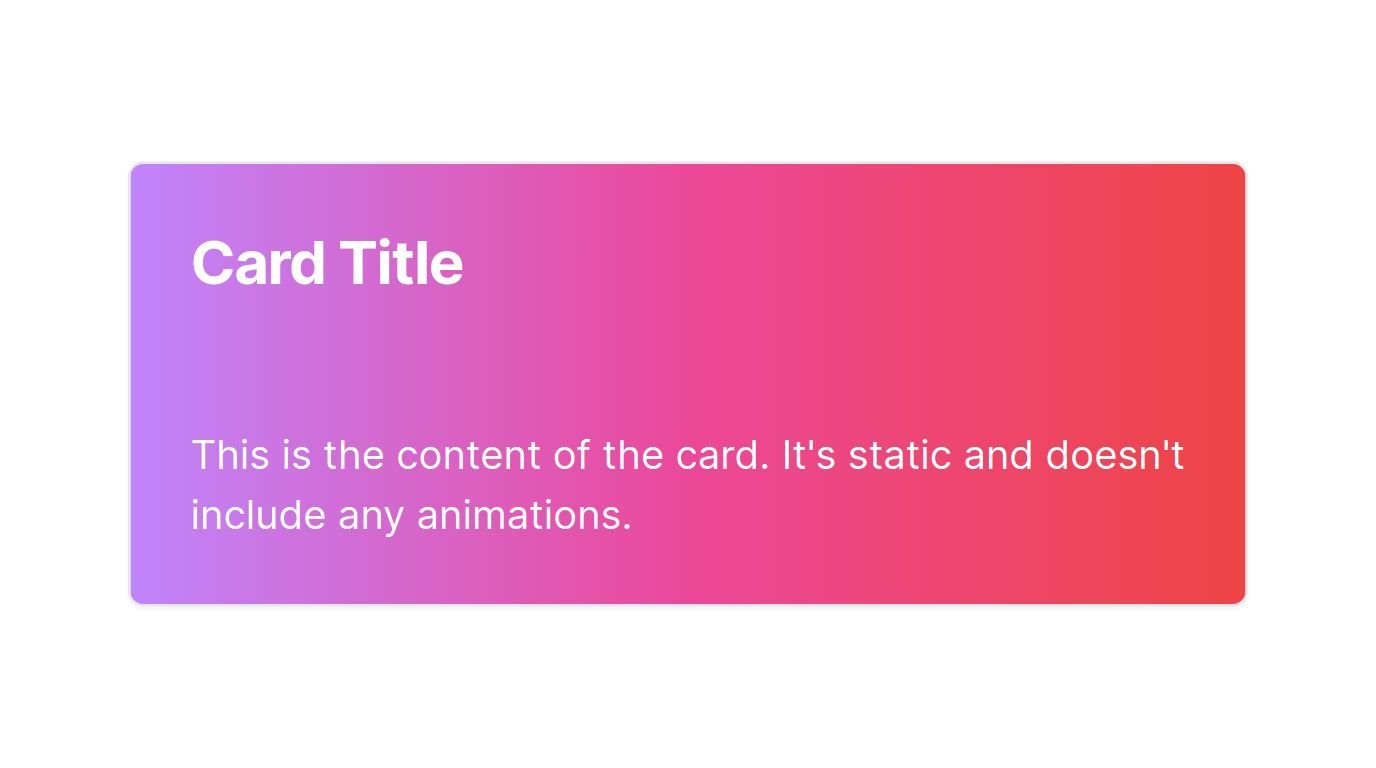 Card Title
This is the content of the card. It's static and doesn't
include any animations.